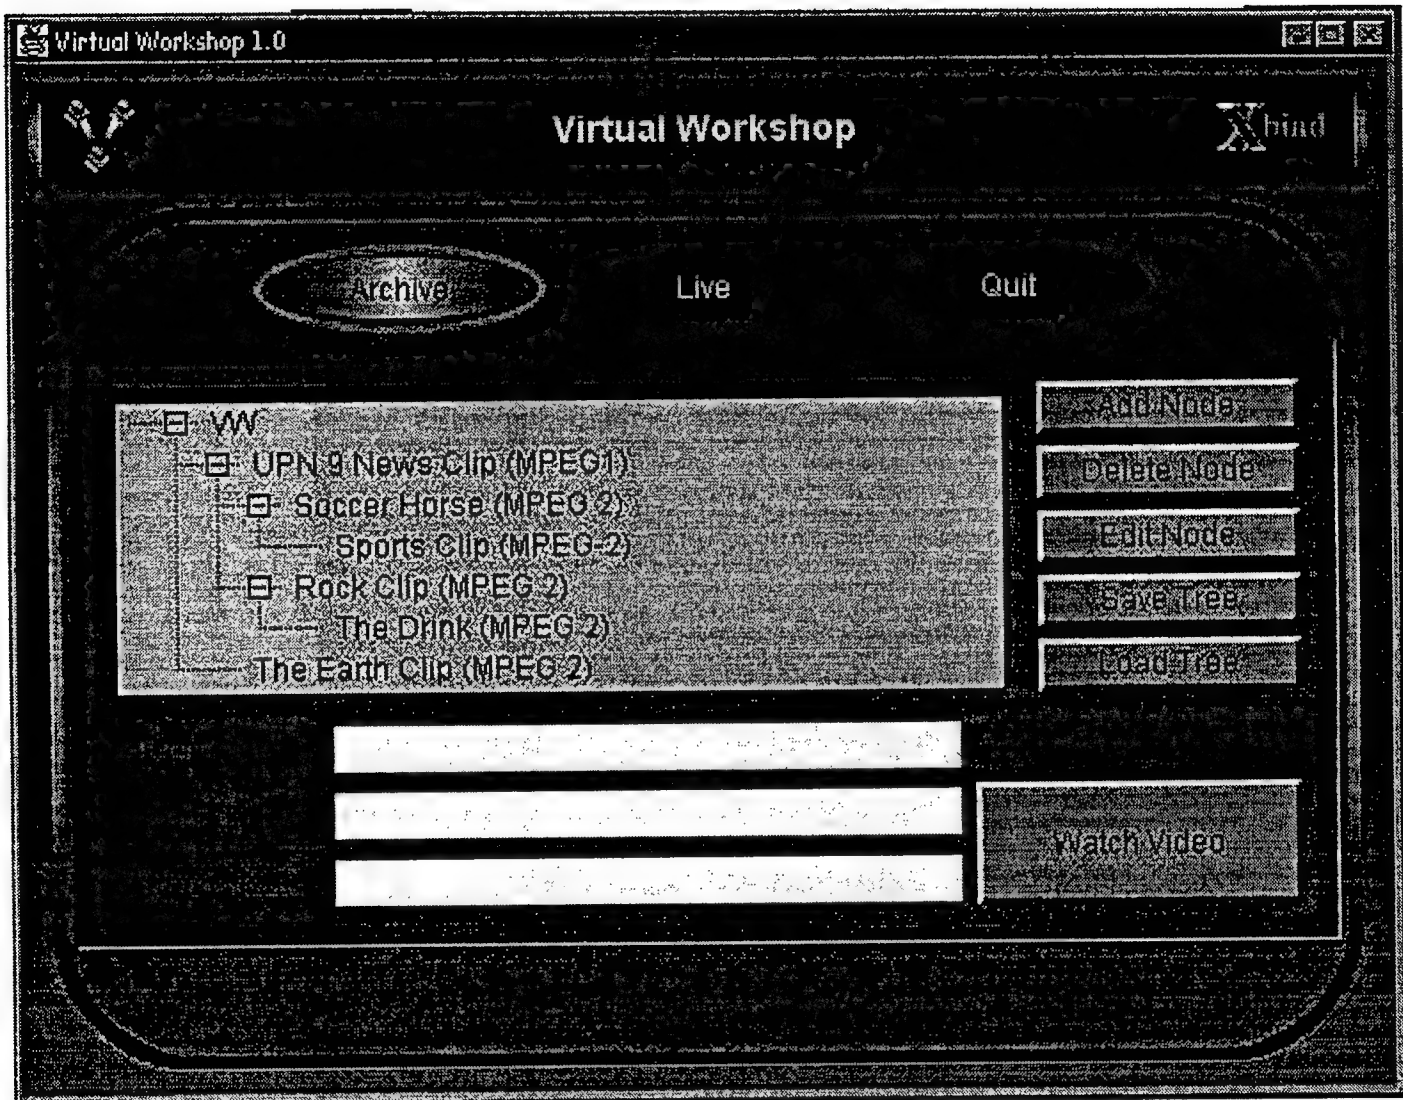 Virtual Workshop 1.0
Virtual Workshop
Xbind
Archive
Live
Quit
VW
UPN 9 News Clip (MPEG1)
Soccer Horse (MPEG 2)
Sports Clip (MPEG-2)
Rock Clip (MPEG 2)
The Drink (MPEG 2)
The Earth Clip (MPEG 2)
Add Node
Delete Node
Edit Node
Save Tree
Load Tree
Watch Video